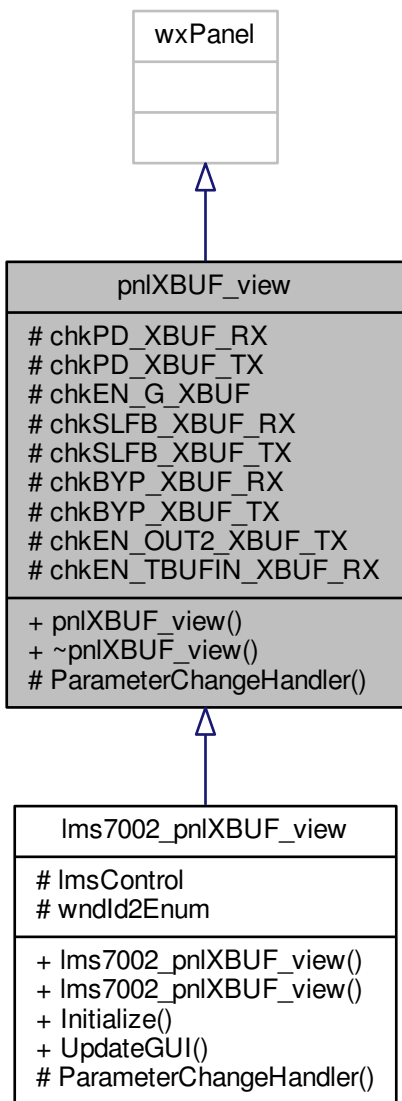 wxPanel
pnlXBUF_view
# chkPD_XBUF_RX
# chkPD_XBUF_TX
# chkEN_G_XBUF
# chkSLFB_XBUF_RX
# chkSLFB_XBUF_TX
# chkBYP_XBUF_RX
# chkBYP_XBUF_TX
# chkEN_OUT2_XBUF_TX
# chkEN_TBUFIN_XBUF_RX
+ pnlXBUF_view()
+ ~pnlXBUF_view()
# ParameterChangeHandler()
lms7002_pnlXBUF_view
# lmsControl
# wndId2Enum
+ lms7002_pnlXBUF_view()
+ lms7002_pnlXBUF_view()
+ Initialize()
+ UpdateGUI()
# ParameterChangeHandler()